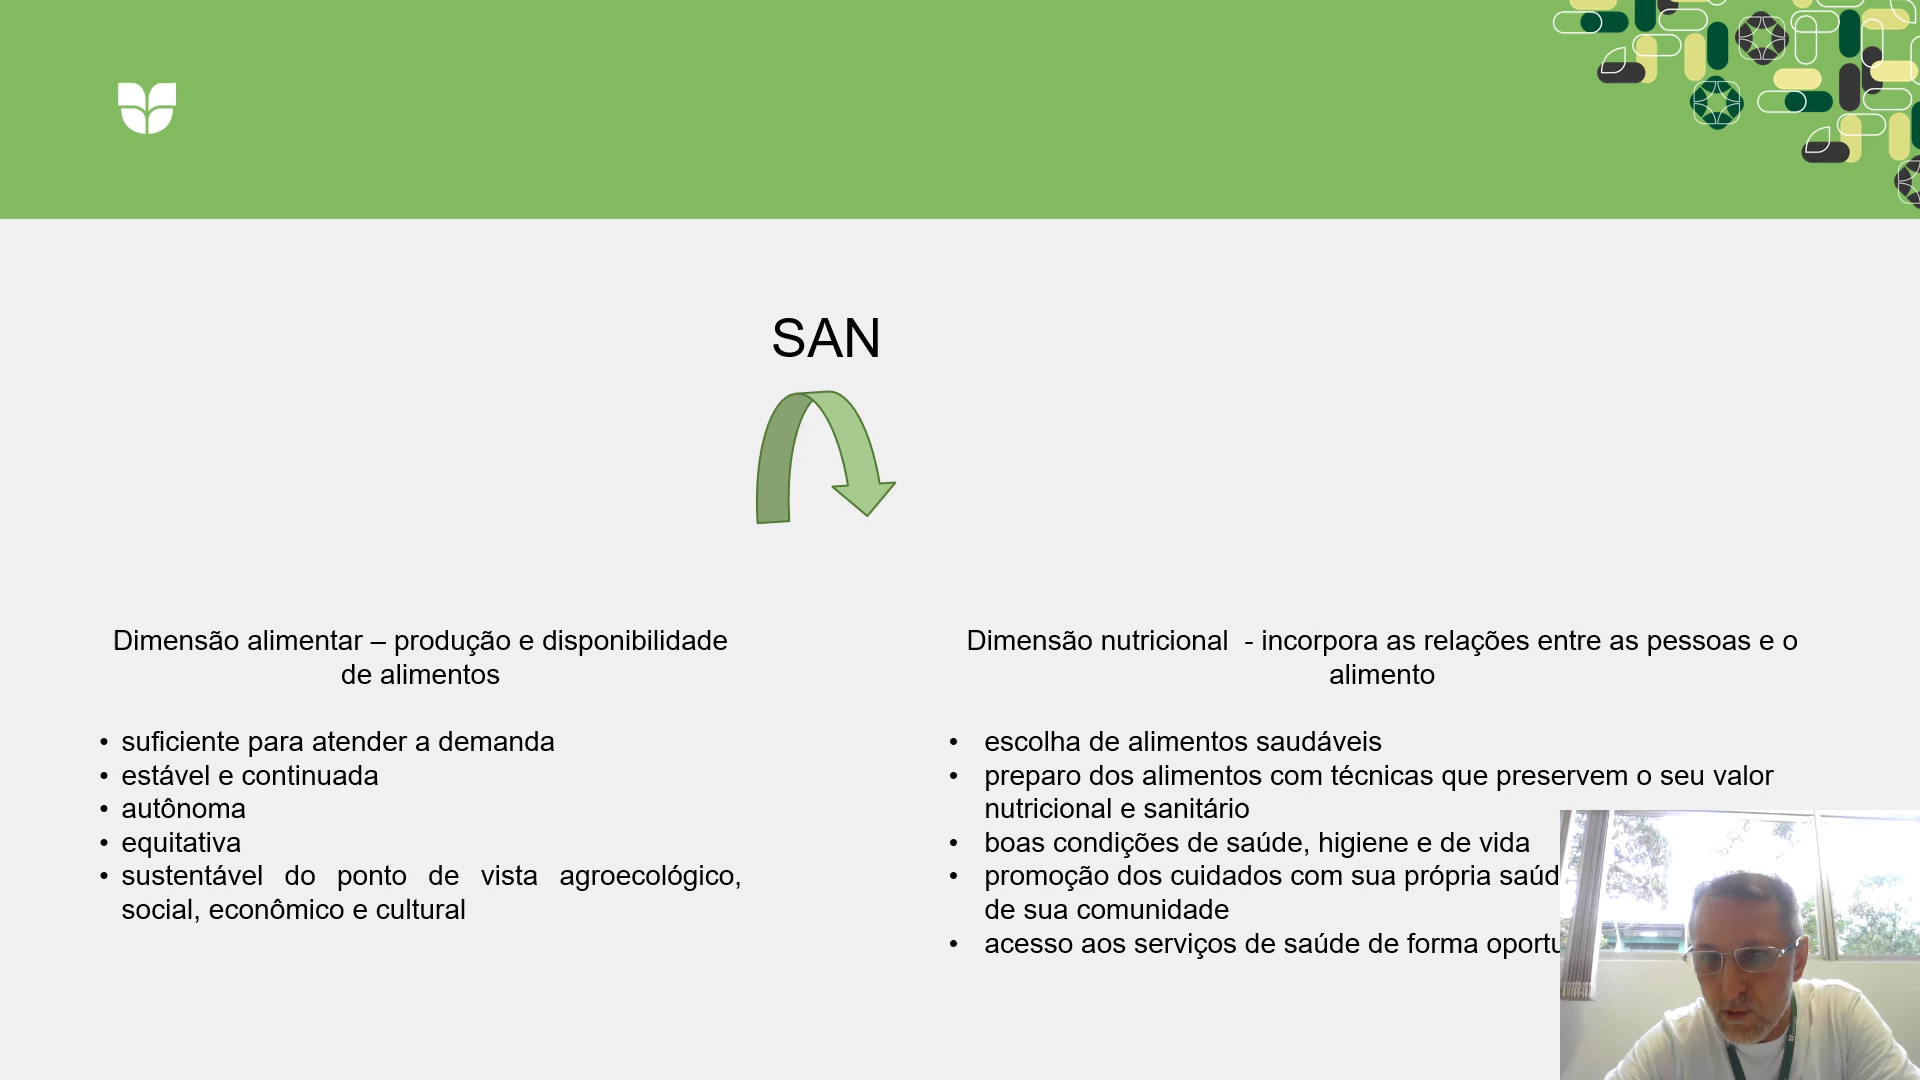 SAN
Dimensão alimentar – produção e disponibilidade
de alimentos
• suficiente para atender a demanda
• estável e continuada
• autônoma
• equitativa
• sustentável do ponto de vista agroecológico,
social, econômico e cultural
Dimensão nutricional - incorpora as relações entre as pessoas e o
alimento
• escolha de alimentos saudáveis
• preparo dos alimentos com técnicas que preservem o seu valor
nutricional e sanitário
• boas condições de saúde, higiene e de vida
• promoção dos cuidados com sua própria
de sua comunidade
• acesso aos serviços de saúde de forma